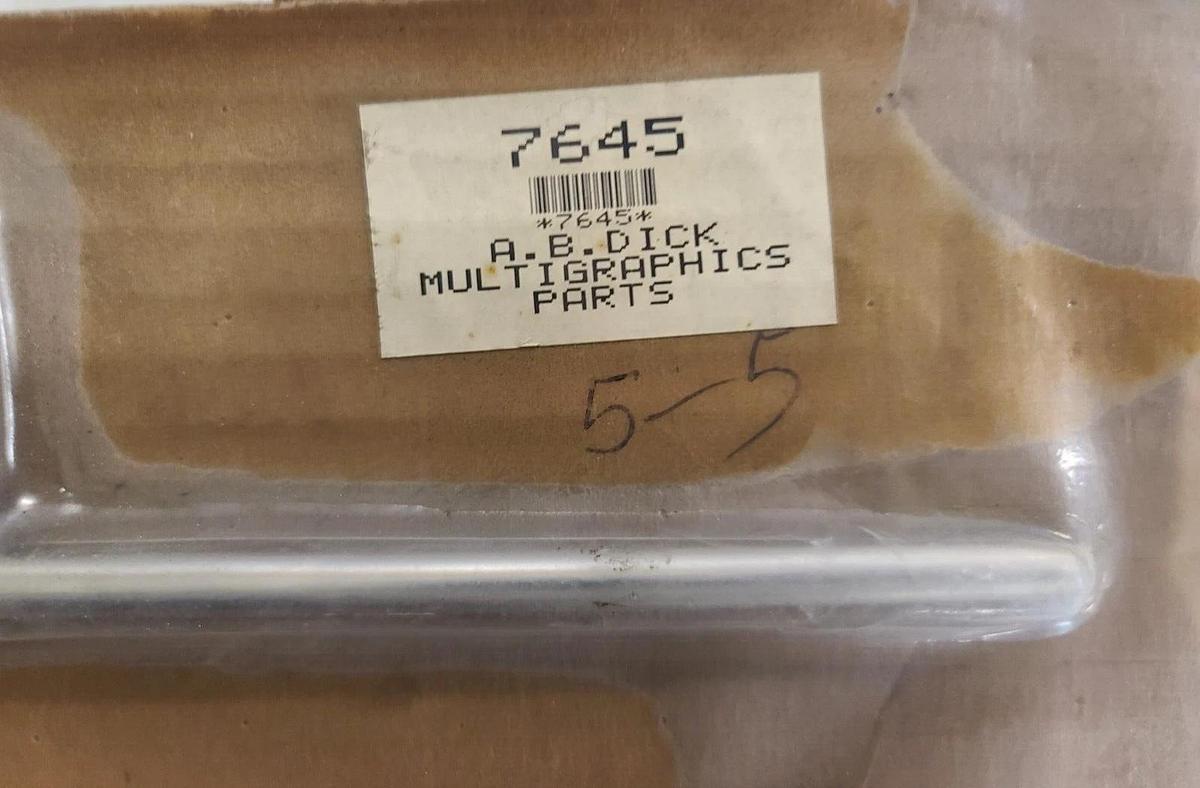 7645
*7645*
A.B.DICK
MULTIGRAPHICS
PARTS
5-5